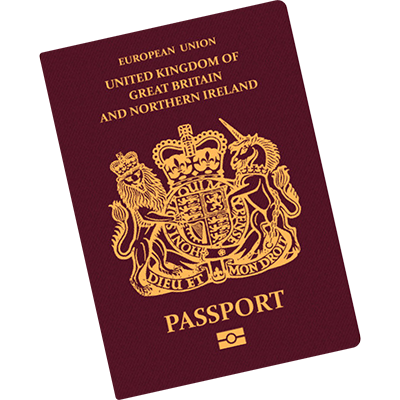 EUROPEAN UNION
UNITED KINGDOM OF
GREAT BRITAIN
AND NORTHERN IRELAND
DIEU ET MON DROIT
PASSPORT